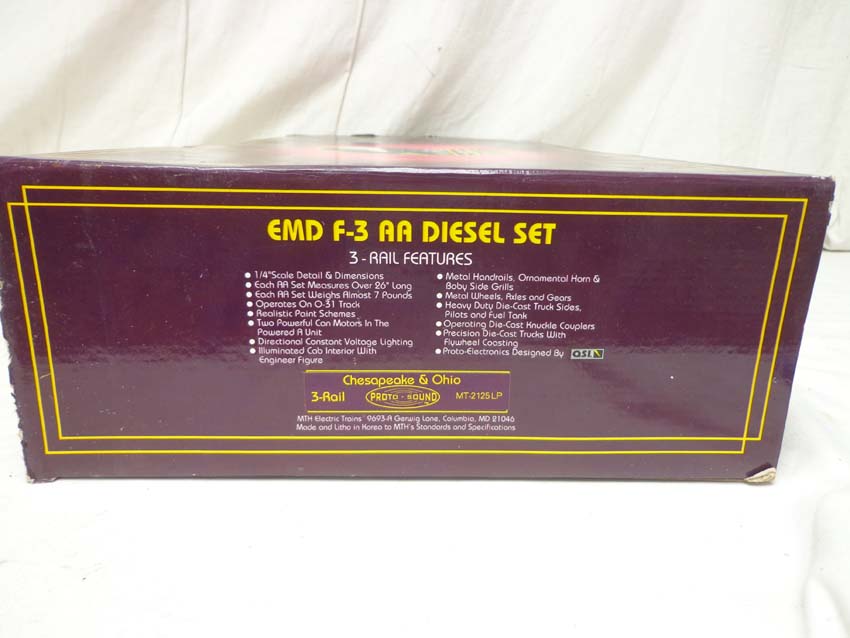 EMD F-3 AA DIESEL SET
3-RAIL FEATURES
• 1/4" Scale Detail & Dimensions
• Each AA Set Measures Over 26" Long
• Each AA Set Weighs Almost 7 Pounds
• Operates On O-31 Track
• Realistic Paint Schemes
• Two Powerful Can Motors In The
Powered A Unit
• Directional Constant Voltage Lighting
• Illuminated Cab Interior With
Engineer Figure
• Metal Handrails, Ornamental Horn &
Baby Side Grills
• Metal Wheels, Axles and Gears
• Heavy Duty Die-Cast Truck Sides,
Pilots and Fuel Tank
• Operating Die-Cast Knuckle Couplers
• Precision Die-Cast Trucks With
Flywheel Coasting
• Proto-Electronics Designed By QSI
Chesapeake & Ohio
3-Rail PROTO-SOUND MT-2125LP
MTH Electric Trains 9693-A Gerwig Lane, Columbia, MD 21046
Made and Litho in Korea to MTH's Standards and Specifications